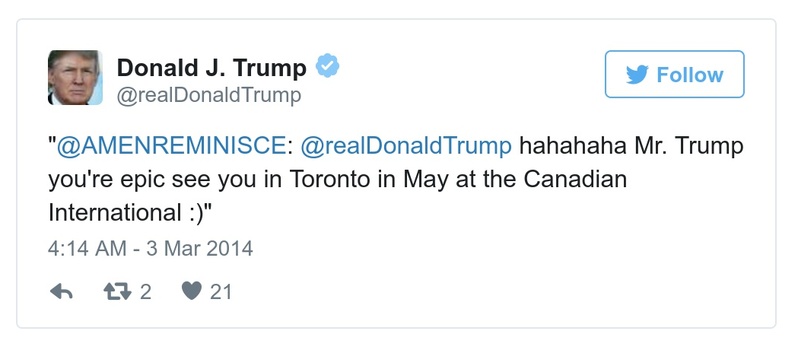 Donald J. Trump
@realDonaldTrump
Follow
"@AMENREMINISCE: @realDonaldTrump hahahaha Mr. Trump
you're epic see you in Toronto in May at the Canadian
International :)"
4:14 AM - 3 Mar 2014
2 21